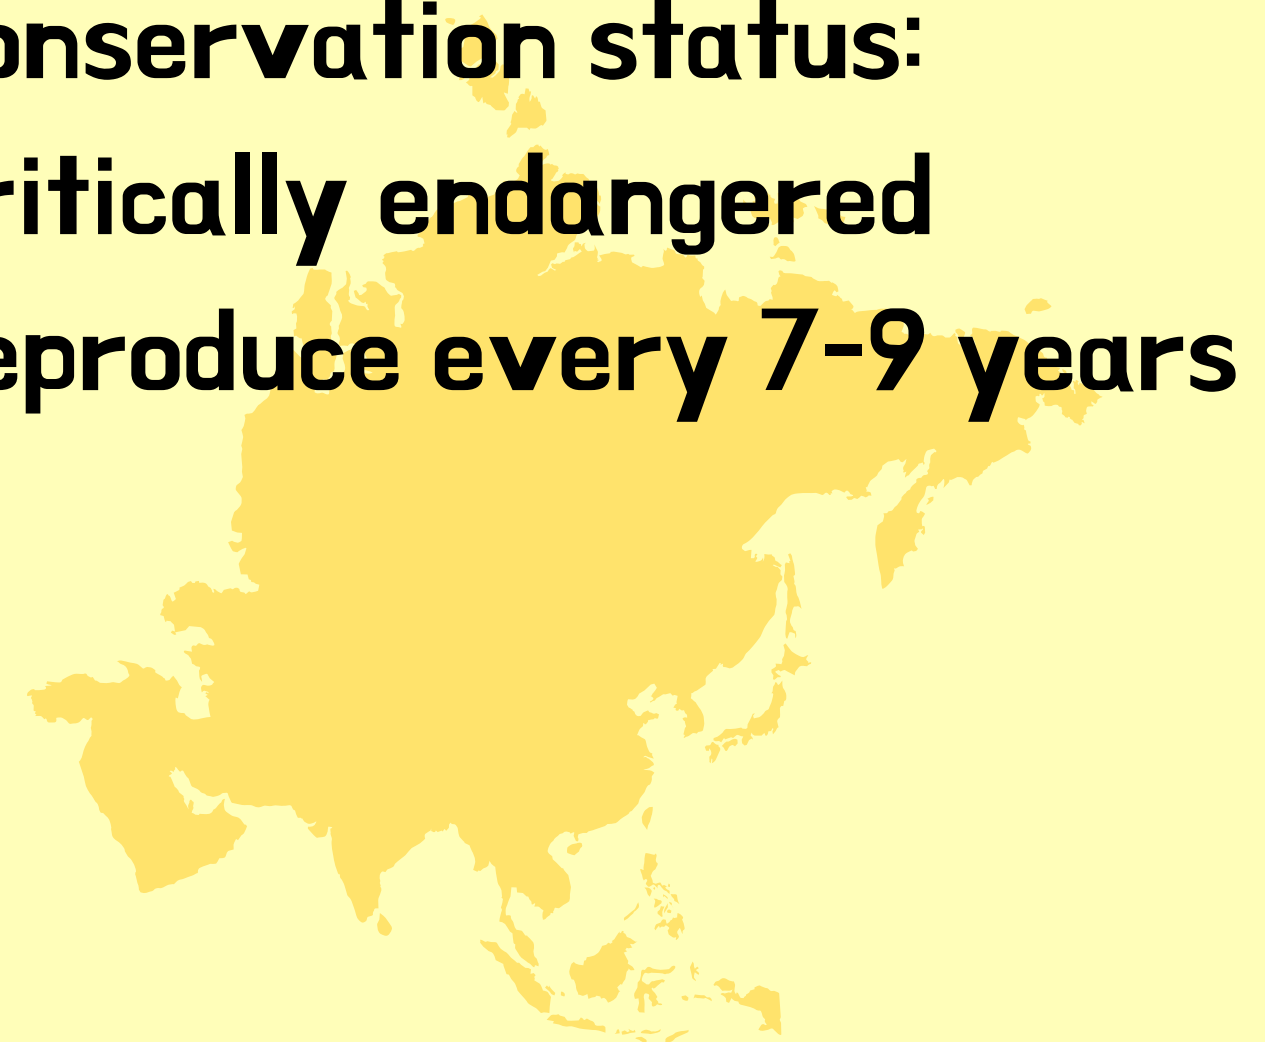 onservation status:
ritically endangered
eproduce every 7-9 years